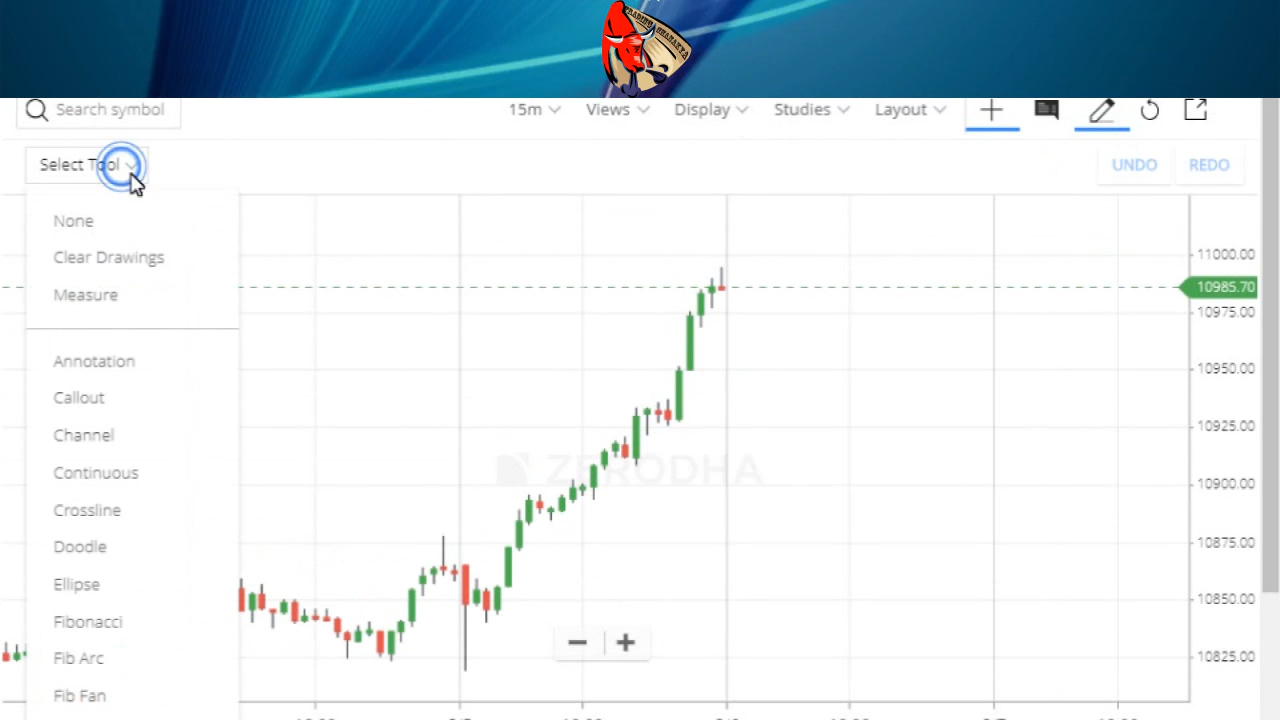 TRADING CHANAKYA
Search symbol
15m Views Display Studies Layout
Select Tool
UNDO REDO
None
Clear Drawings
Measure
Annotation
Callout
Channel
Continuous
Crossline
Doodle
Ellipse
Fibonacci
Fib Arc
Fib Fan
11000.00
10985.70
10975.00
10950.00
10925.00
10900.00
10875.00
10850.00
10825.00
ZERODHA